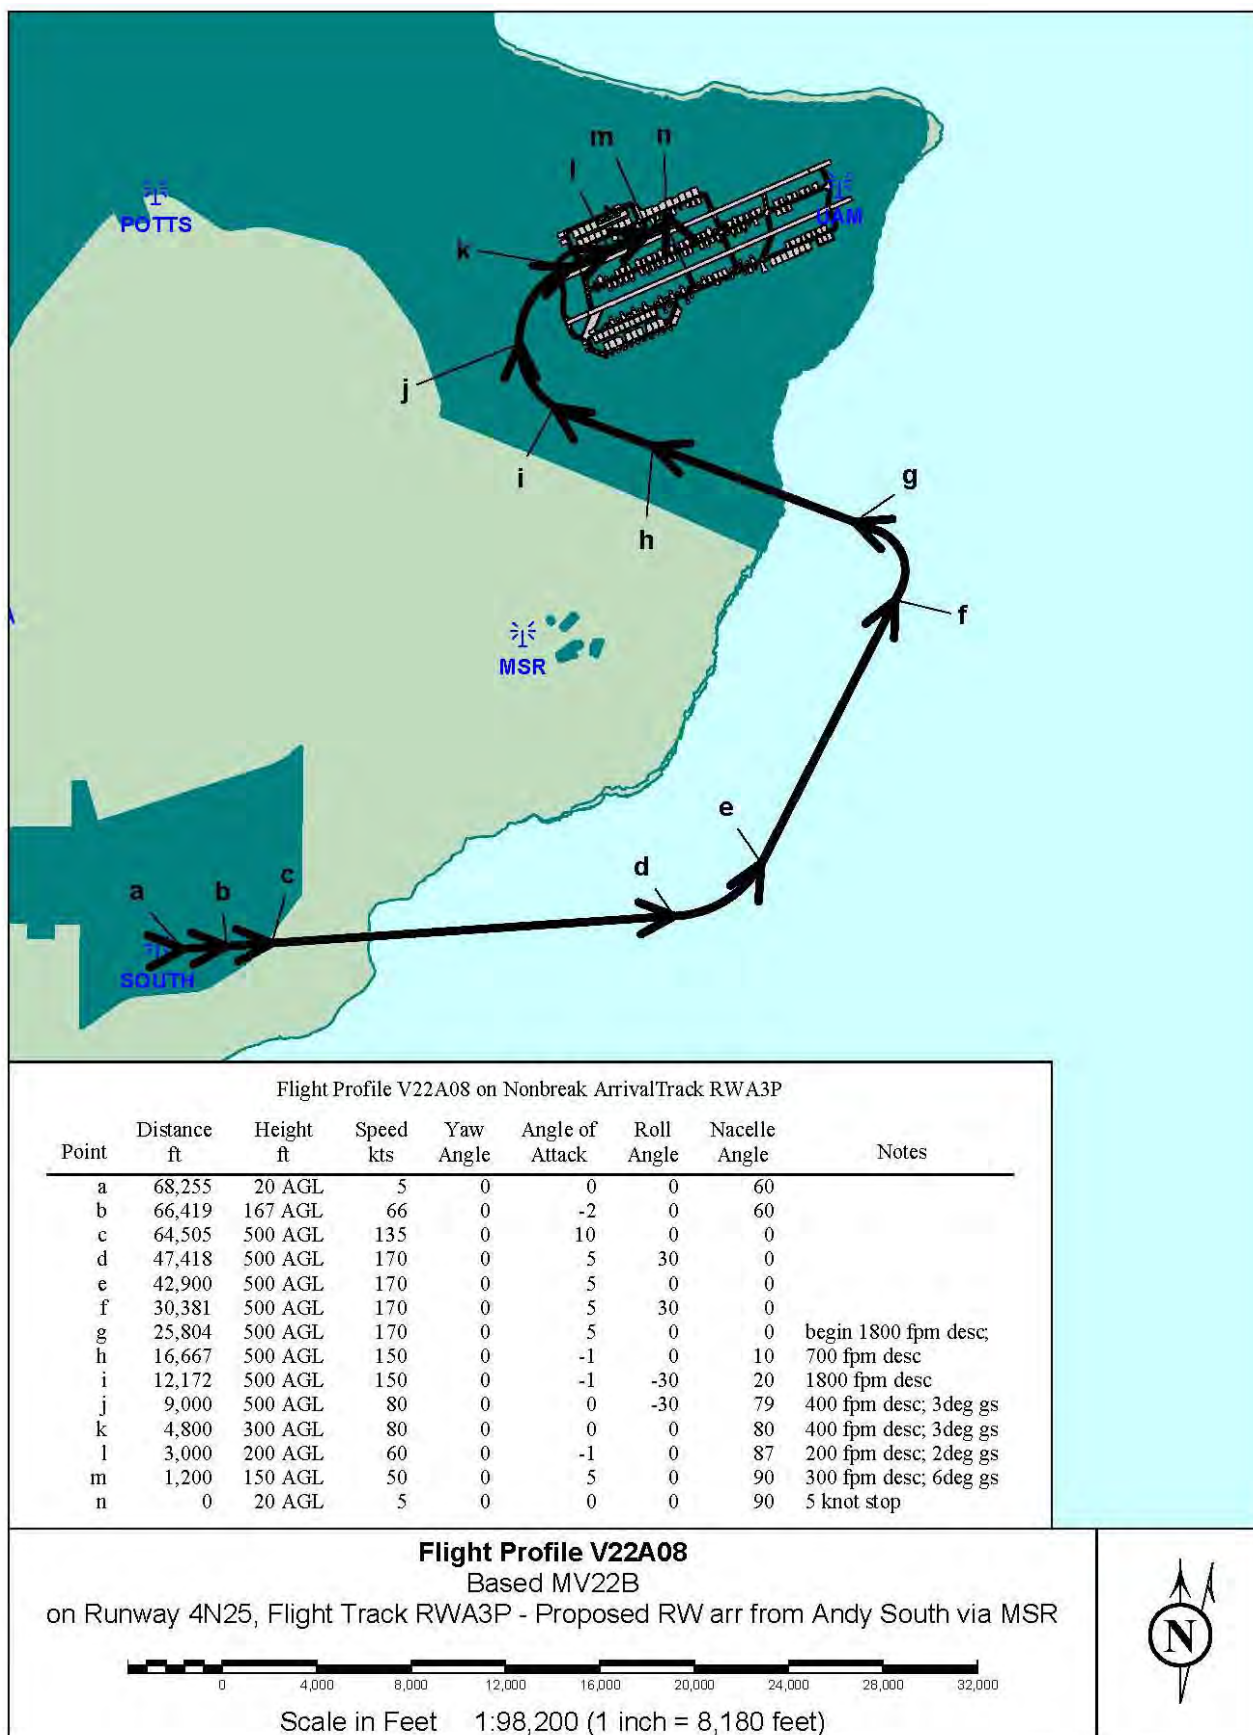 m n
l
POTTS
UAM
k
j
i
g
h
f
MSR
e
d
a b c
SOUTH
Flight Profile V22A08 on Nonbreak ArrivalTrack RWA3P
Point Distance ft Height ft Speed kts Yaw Angle Angle of Attack Roll Angle Nacelle Angle Notes
a 68,255 20 AGL 5 0 0 0 60
b 66,419 167 AGL 66 0 -2 0 60
c 64,505 500 AGL 135 0 10 0 0
d 47,418 500 AGL 170 0 5 30 0
e 42,900 500 AGL 170 0 5 0 0
f 30,381 500 AGL 170 0 5 30 0
g 25,804 500 AGL 170 0 5 0 0 begin 1800 fpm desc;
h 16,667 500 AGL 150 0 -1 0 10 700 fpm desc
i 12,172 500 AGL 150 0 -1 -30 20 1800 fpm desc
j 9,000 500 AGL 80 0 0 -30 79 400 fpm desc; 3deg gs
k 4,800 300 AGL 80 0 0 0 80 400 fpm desc; 3deg gs
l 3,000 200 AGL 60 0 -1 0 87 200 fpm desc; 2deg gs
m 1,200 150 AGL 50 0 5 0 90 300 fpm desc; 6deg gs
n 0 20 AGL 5 0 0 0 90 5 knot stop
Flight Profile V22A08
Based MV22B
on Runway 4N25, Flight Track RWA3P - Proposed RW arr from Andy South via MSR
0 4,000 8,000 12,000 16,000 20,000 24,000 28,000 32,000
Scale in Feet 1:98,200 (1 inch = 8,180 feet)
N